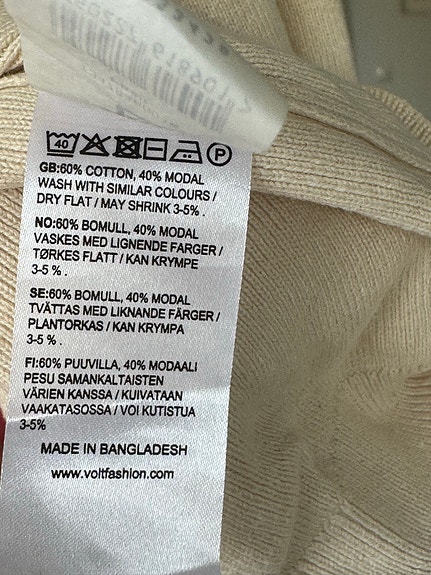 40 P
GB:60% COTTON, 40% MODAL
WASH WITH SIMILAR COLOURS /
DRY FLAT / MAY SHRINK 3-5% .
NO:60% BOMULL, 40% MODAL
VASKES MED LIGNENDE FARGER /
TØRKES FLATT / KAN KRYMPE
3-5 % .
SE:60% BOMULL, 40% MODAL
TVÄTTAS MED LIKNANDE FÄRGER /
PLANTORKAS / KAN KRYMPA
3-5 % .
FI:60% PUUVILLA, 40% MODAALI
PESU SAMANKALTAISTEN
VÄRIEN KANSSA / KUIVATAAN
VAAKATASOSSA / VOI KUTISTUA
3-5%
MADE IN BANGLADESH
www.voltfashion.com